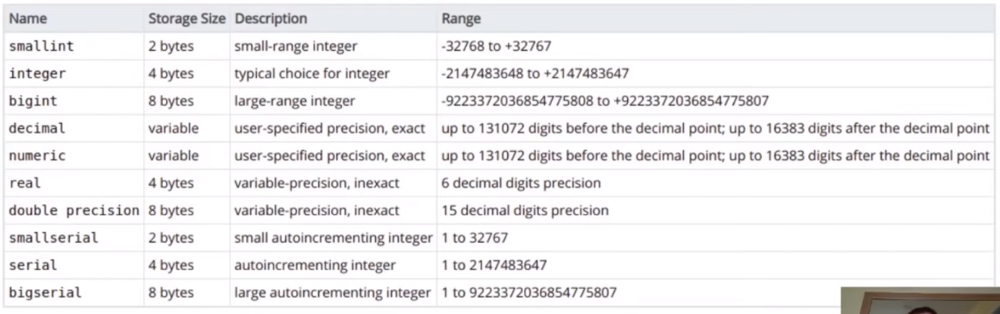 Name Storage Size Description Range
smallint 2 bytes small-range integer -32768 to +32767
integer 4 bytes typical choice for integer -2147483648 to +2147483647
bigint 8 bytes large-range integer -9223372036854775808 to +9223372036854775807
decimal variable user-specified precision, exact up to 131072 digits before the decimal point; up to 16383 digits after the decimal point
numeric variable user-specified precision, exact up to 131072 digits before the decimal point; up to 16383 digits after the decimal point
real 4 bytes variable-precision, inexact 6 decimal digits precision
double precision 8 bytes variable-precision, inexact 15 decimal digits precision
smallserial 2 bytes small autoincrementing integer 1 to 32767
serial 4 bytes autoincrementing integer 1 to 2147483647
bigserial 8 bytes large autoincrementing integer 1 to 9223372036854775807